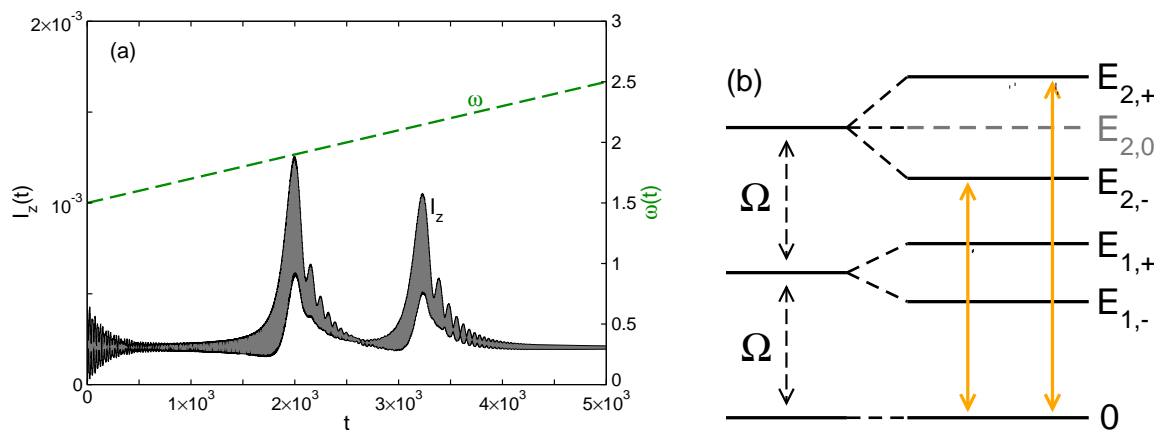 (a)
2×10⁻³
10⁻³
0
I_z(t)
0
1×10³
2×10³
3×10³
4×10³
5×10³
t
3
2.5
2
1.5
1
0.5
0
ω(t)
ω
I_z
(b)
Ω
Ω
E_{2,+}
E_{2,0}
E_{2,-}
E_{1,+}
E_{1,-}
0